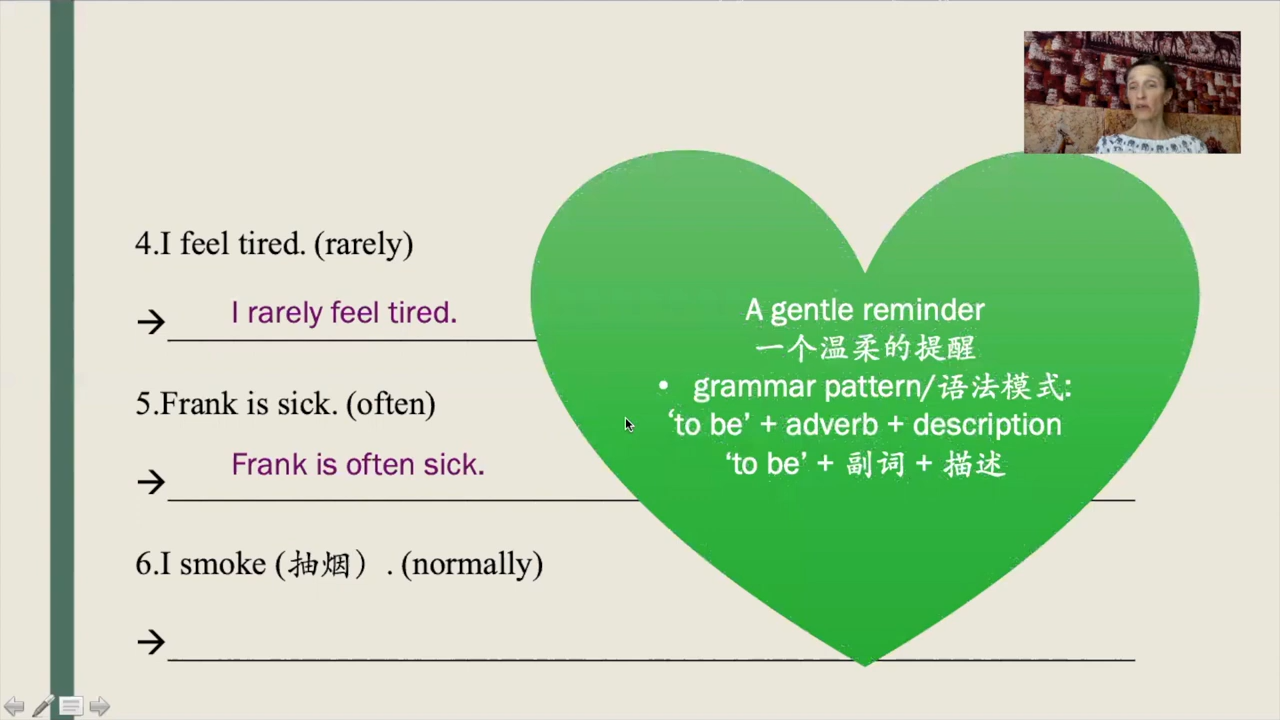 4.I feel tired. (rarely)
→ I rarely feel tired.
5.Frank is sick. (often)
→ Frank is often sick.
6.I smoke (抽烟）. (normally)
→
A gentle reminder
一个温柔的提醒
• grammar pattern/语法模式:
‘to be’ + adverb + description
‘to be’ + 副词 + 描述